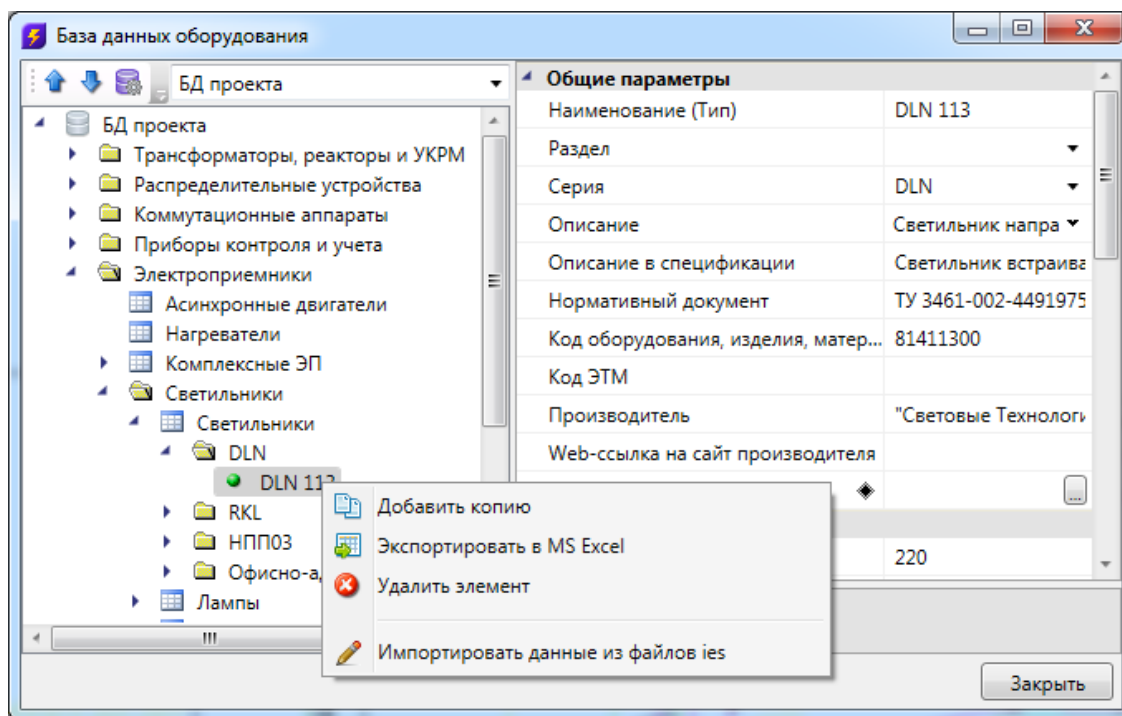 База данных оборудования
БД проекта
БД проекта
Трансформаторы, реакторы и УКРМ
Распределительные устройства
Коммутационные аппараты
Приборы контроля и учета
Электроприемники
Асинхронные двигатели
Нагреватели
Комплексные ЭП
Светильники
Светильники
DLN
DLN 113
RKL
НПП03
Офисно-а
Лампы
Общие параметры
Наименование (Тип) DLN 113
Раздел
Серия DLN
Описание Светильник напра
Описание в спецификации Светильник встраива
Нормативный документ ТУ 3461-002-4491975
Код оборудования, изделия, матер... 81411300
Код ЭТМ
Производитель "Световые Технологи
Web-ссылка на сайт производителя
...
220
Добавить копию
Экспортировать в MS Excel
Удалить элемент
Импортировать данные из файлов ies
Закрыть